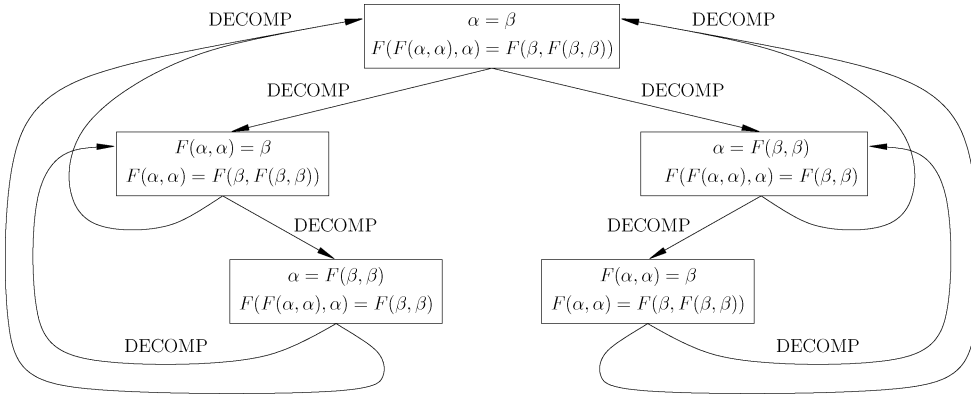 DECOMP
α = β
DECOMP
F(F(α, α), α) = F(β, F(β, β))
DECOMP
DECOMP
F(α, α) = β
F(α, α) = F(β, F(β, β))
α = F(β, β)
F(F(α, α), α) = F(β, β)
DECOMP
DECOMP
α = F(β, β)
F(F(α, α), α) = F(β, β)
F(α, α) = β
F(α, α) = F(β, F(β, β))
DECOMP
DECOMP